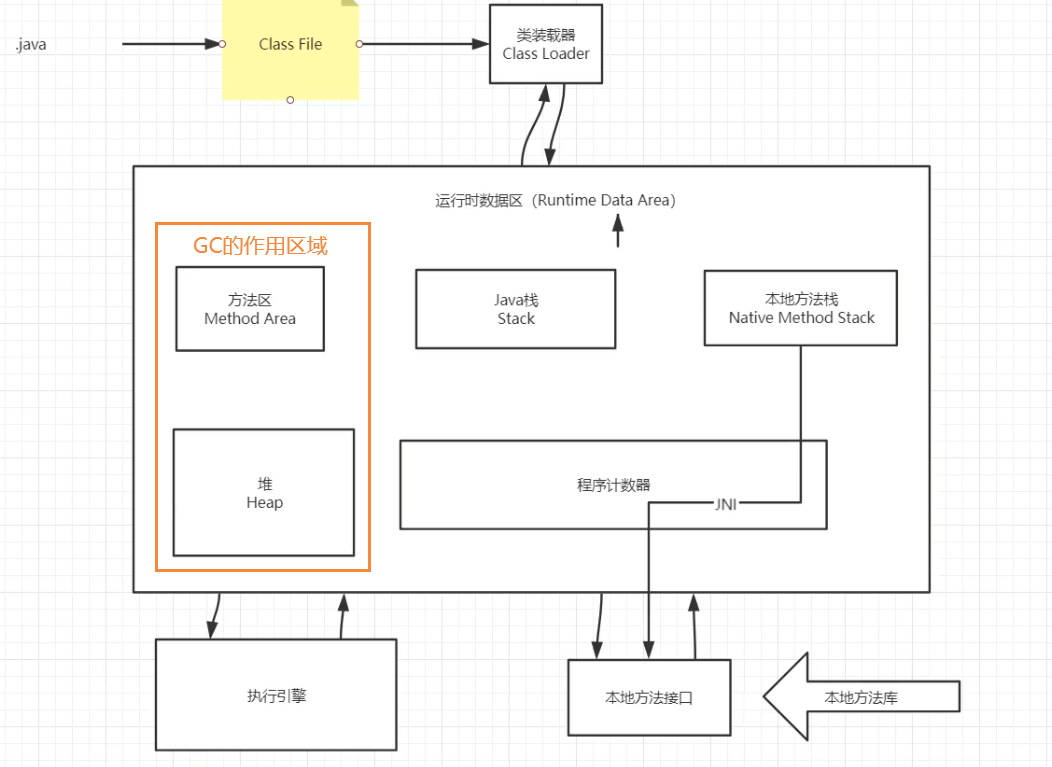 .java
Class File
类装载器
Class Loader
运行时数据区（Runtime Data Area）
GC的作用区域
方法区
Method Area
Java栈
Stack
本地方法栈
Native Method Stack
堆
Heap
程序计数器
JNI
执行引擎
本地方法接口
本地方法库